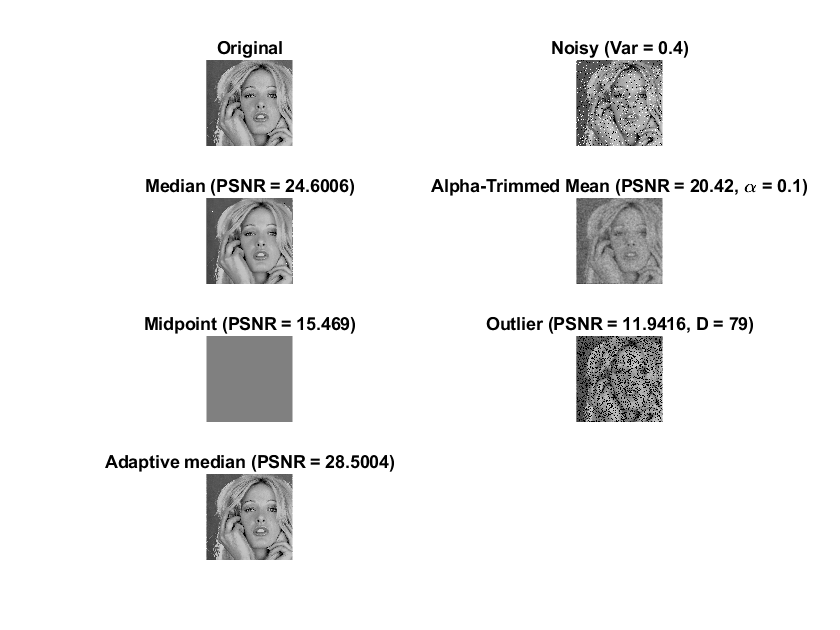 Original
Noisy (Var = 0.4)
Median (PSNR = 24.6006)
Alpha-Trimmed Mean (PSNR = 20.42, α = 0.1)
Midpoint (PSNR = 15.469)
Outlier (PSNR = 11.9416, D = 79)
Adaptive median (PSNR = 28.5004)